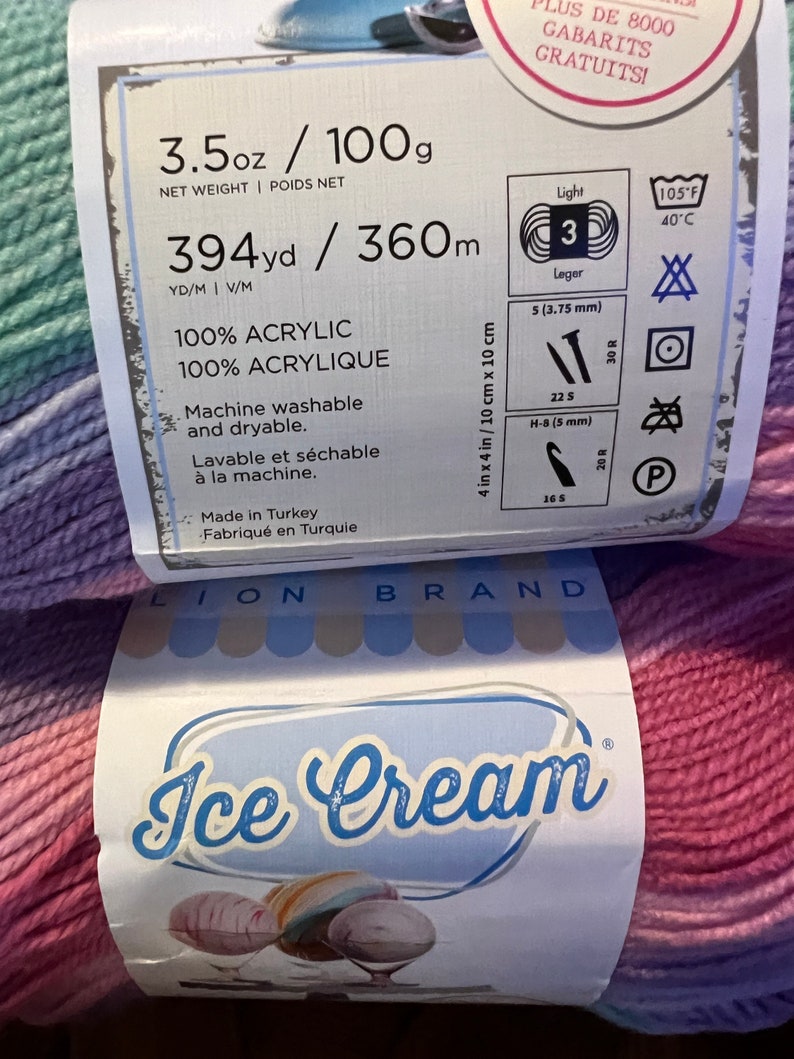 PLUS DE 8000
GABARITS
GRATUITS!
3.5oz / 100g
NET WEIGHT | POIDS NET
394yd / 360m
YD/M | V/M
100% ACRYLIC
100% ACRYLIQUE
Machine washable
and dryable.
Lavable et séchable
à la machine.
Made in Turkey
Fabriqué en Turquie
Light
3
Leger
4 in x 4 in / 10 cm x 10 cm
5 (3.75 mm)
30 R
22 S
H-8 (5 mm)
20 R
16 S
105°F
40°C
P
LION BRAND
Ice Cream®